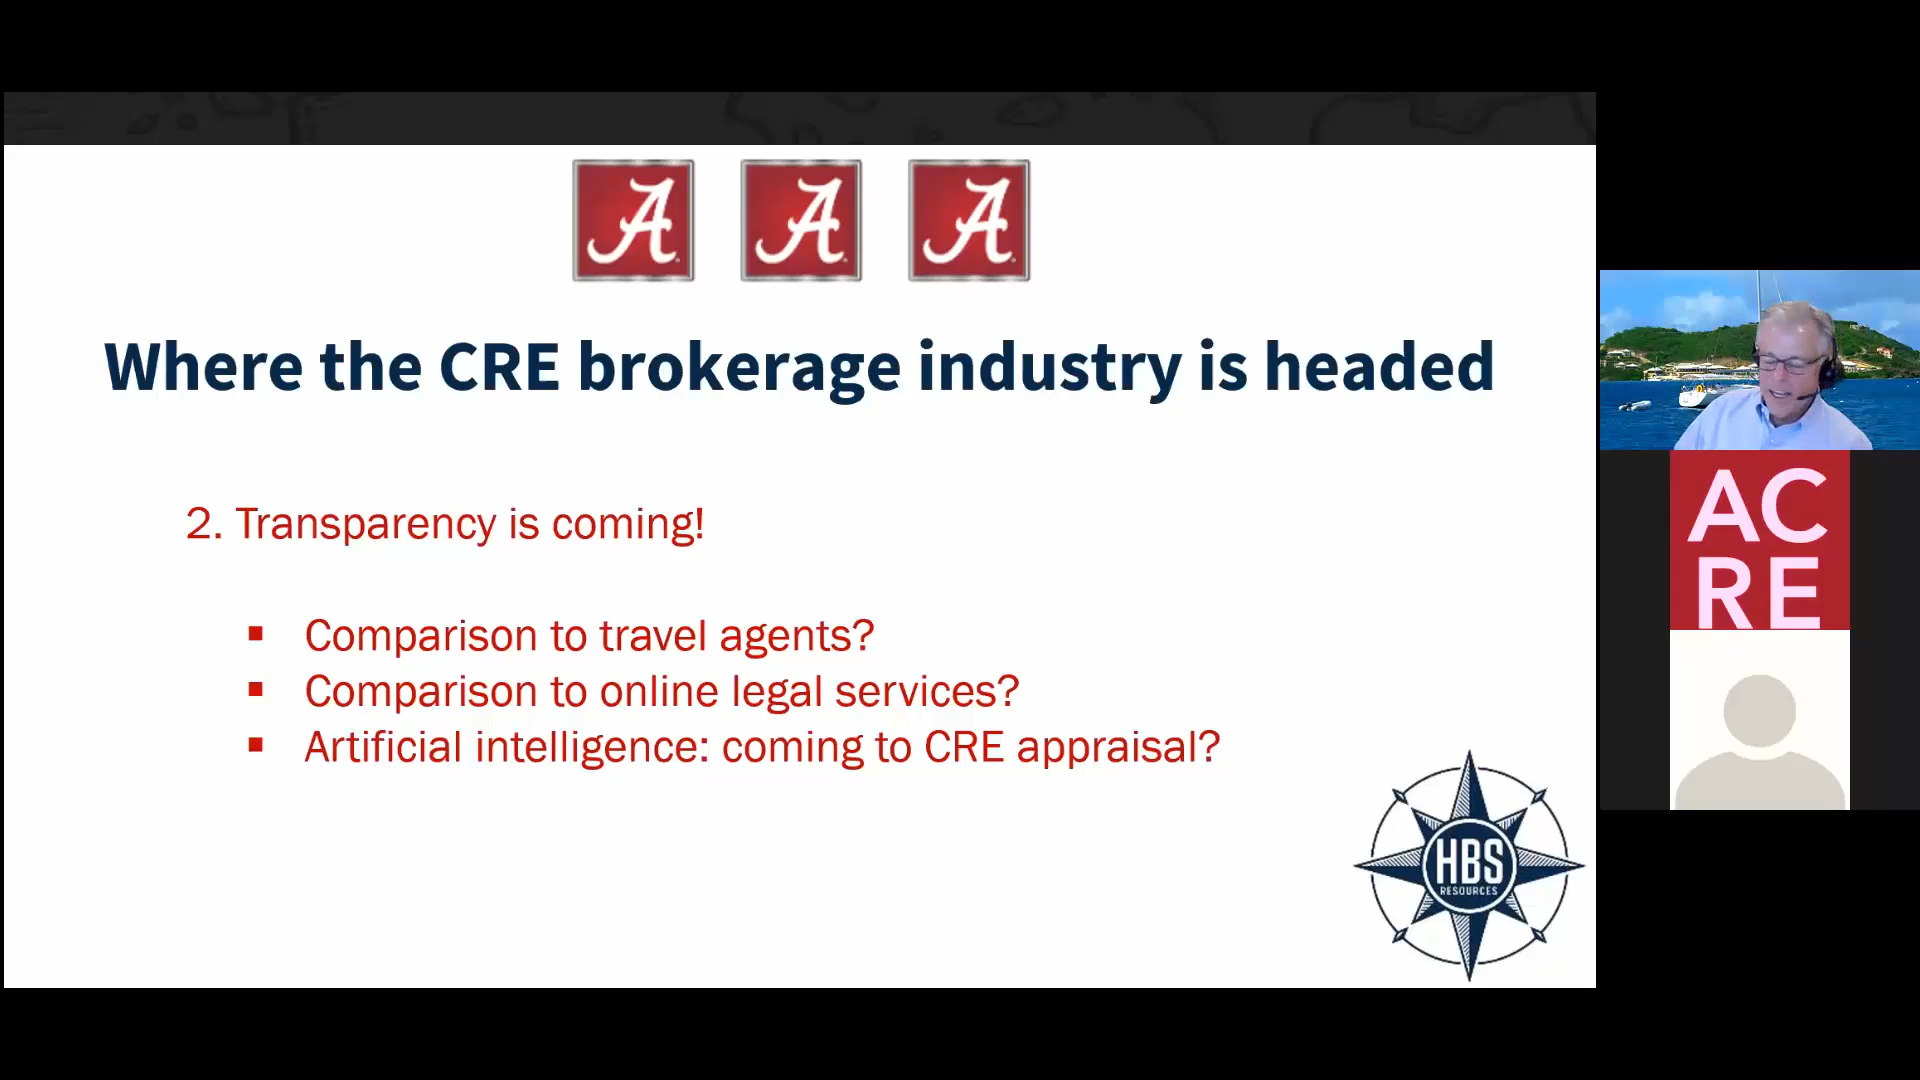 A A A
Where the CRE brokerage industry is headed
2. Transparency is coming!
▪ Comparison to travel agents?
▪ Comparison to online legal services?
▪ Artificial intelligence: coming to CRE appraisal?
HBS
RESOURCES
AC
RE